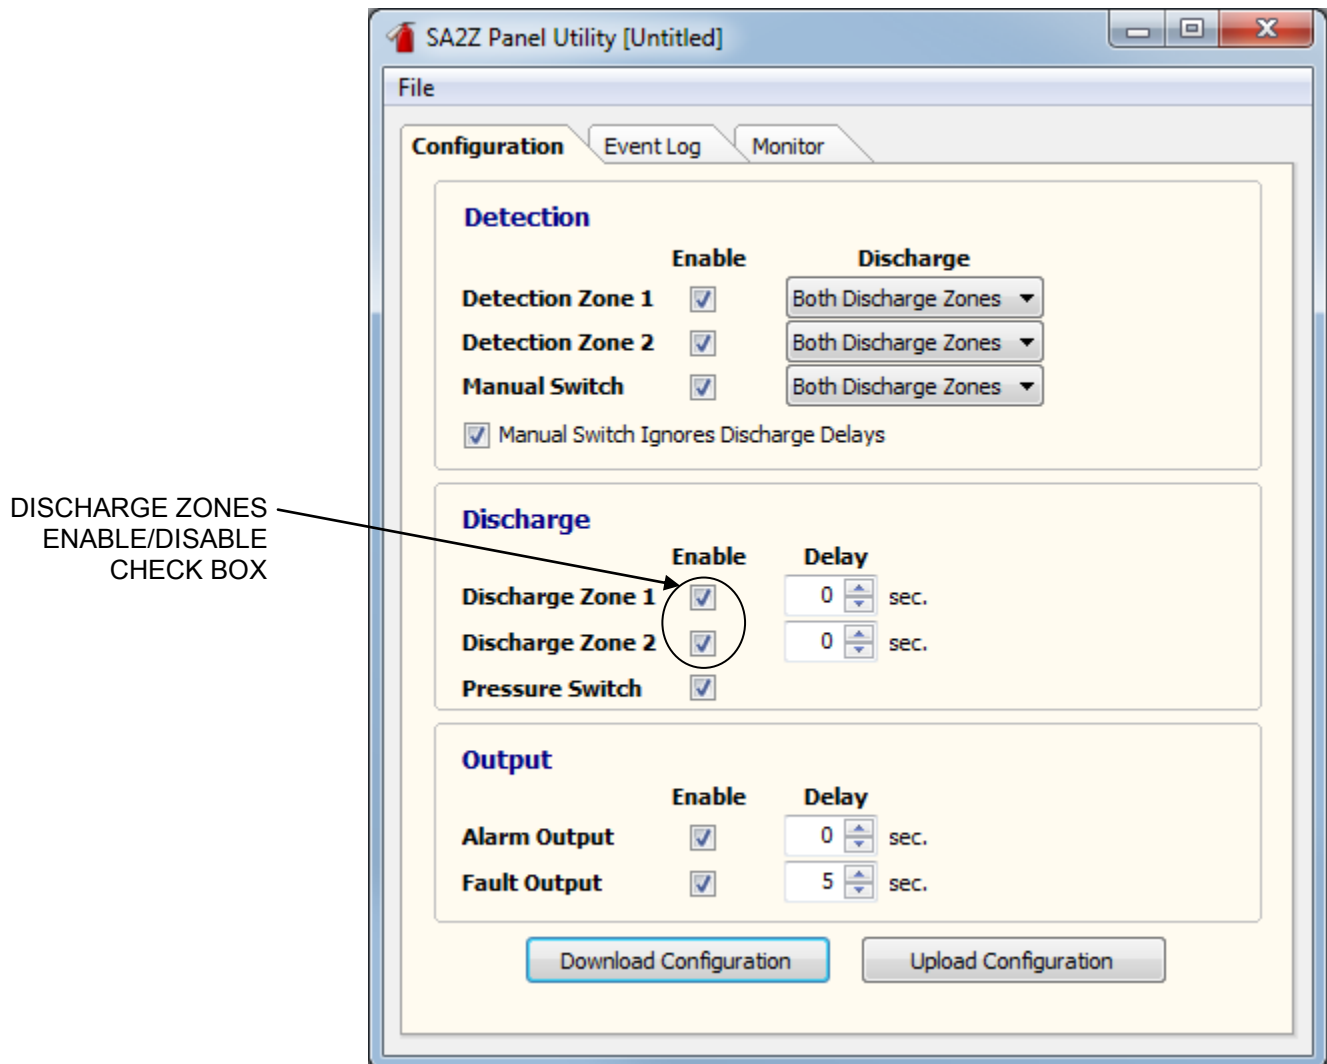 SA2Z Panel Utility [Untitled]
File
Configuration Event Log Monitor
Detection
Enable Discharge
Detection Zone 1 Both Discharge Zones
Detection Zone 2 Both Discharge Zones
Manual Switch Both Discharge Zones
Manual Switch Ignores Discharge Delays
DISCHARGE ZONES
ENABLE/DISABLE
CHECK BOX
Discharge
Enable Delay
Discharge Zone 1 0 sec.
Discharge Zone 2 0 sec.
Pressure Switch
Output
Enable Delay
Alarm Output 0 sec.
Fault Output 5 sec.
Download Configuration Upload Configuration